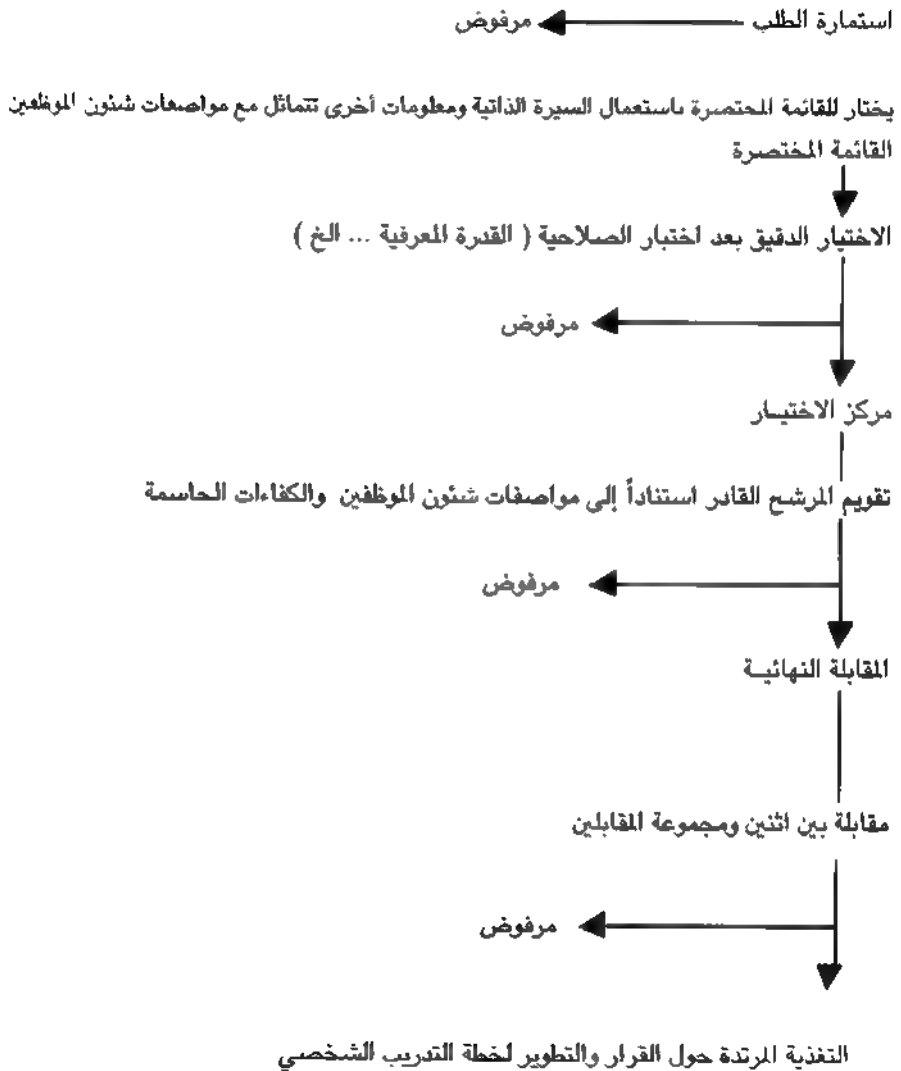 استمارة الطلب
مرفوض
يختار للقائمة المختصرة باستعمال السيرة الذاتية ومعلومات أخرى تتماثل مع مواصفات شئون الموظفين
القائمة المختصرة
الاختيار الدقيق بعد اختبار الصلاحية ( القدرة المعرفية ... الخ )
مرفوض
مركز الاختيـار
تقويم المرشح القادر استناداً إلى مواصفات شئون الموظفين والكفاءات الحاسمة
مرفوض
المقابلة النهائيـة
مقابلة بين اثنين ومجموعة المقابلين
مرفوض
التغذية المرتدة حول القرار والتطوير لخطة التدريب الشخصي